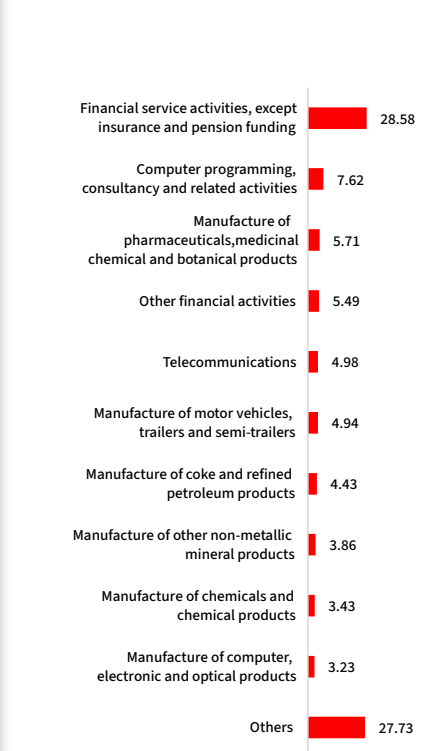 Financial service activities, except
insurance and pension funding
28.58
Computer programming,
consultancy and related activities
7.62
Manufacture of
pharmaceuticals,medicinal
chemical and botanical products
5.71
Other financial activities
5.49
Telecommunications
4.98
Manufacture of motor vehicles,
trailers and semi-trailers
4.94
Manufacture of coke and refined
petroleum products
4.43
Manufacture of other non-metallic
mineral products
3.86
Manufacture of chemicals and
chemical products
3.43
Manufacture of computer,
electronic and optical products
3.23
Others
27.73